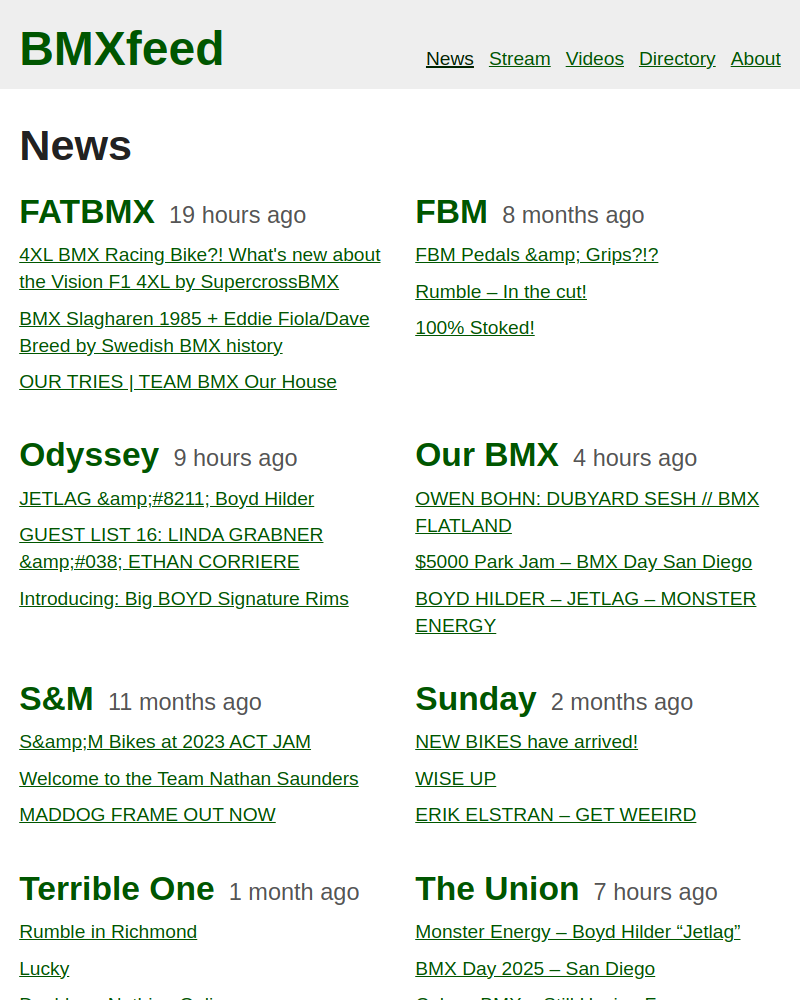 BMXfeed
News Stream Videos Directory About
News
FATBMX 19 hours ago
4XL BMX Racing Bike?! What's new about
the Vision F1 4XL by SupercrossBMX
BMX Slagharen 1985 + Eddie Fiola/Dave
Breed by Swedish BMX history
OUR TRIES | TEAM BMX Our House
FBM 8 months ago
FBM Pedals &amp; Grips?!?
Rumble – In the cut!
100% Stoked!
Odyssey 9 hours ago
JETLAG &amp;#8211; Boyd Hilder
GUEST LIST 16: LINDA GRABNER
&amp;#038; ETHAN CORRIERE
Introducing: Big BOYD Signature Rims
Our BMX 4 hours ago
OWEN BOHN: DUBYARD SESH // BMX
FLATLAND
$5000 Park Jam – BMX Day San Diego
BOYD HILDER – JETLAG – MONSTER
ENERGY
S&M 11 months ago
S&amp;M Bikes at 2023 ACT JAM
Welcome to the Team Nathan Saunders
MADDOG FRAME OUT NOW
Sunday 2 months ago
NEW BIKES have arrived!
WISE UP
ERIK ELSTRAN – GET WEEIRD
Terrible One 1 month ago
Rumble in Richmond
Lucky
The Union 7 hours ago
Monster Energy – Boyd Hilder “Jetlag”
BMX Day 2025 – San Diego